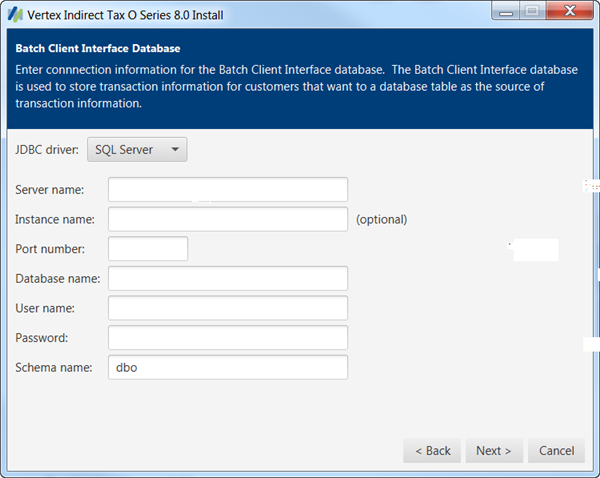 Vertex Indirect Tax O Series 8.0 Install
Batch Client Interface Database
Enter connnection information for the Batch Client Interface database.  The Batch Client Interface database
is used to store transaction information for customers that want to a database table as the source of
transaction information.
JDBC driver: SQL Server
Server name:
Instance name: (optional)
Port number:
Database name:
User name:
Password:
Schema name: dbo
< Back Next > Cancel